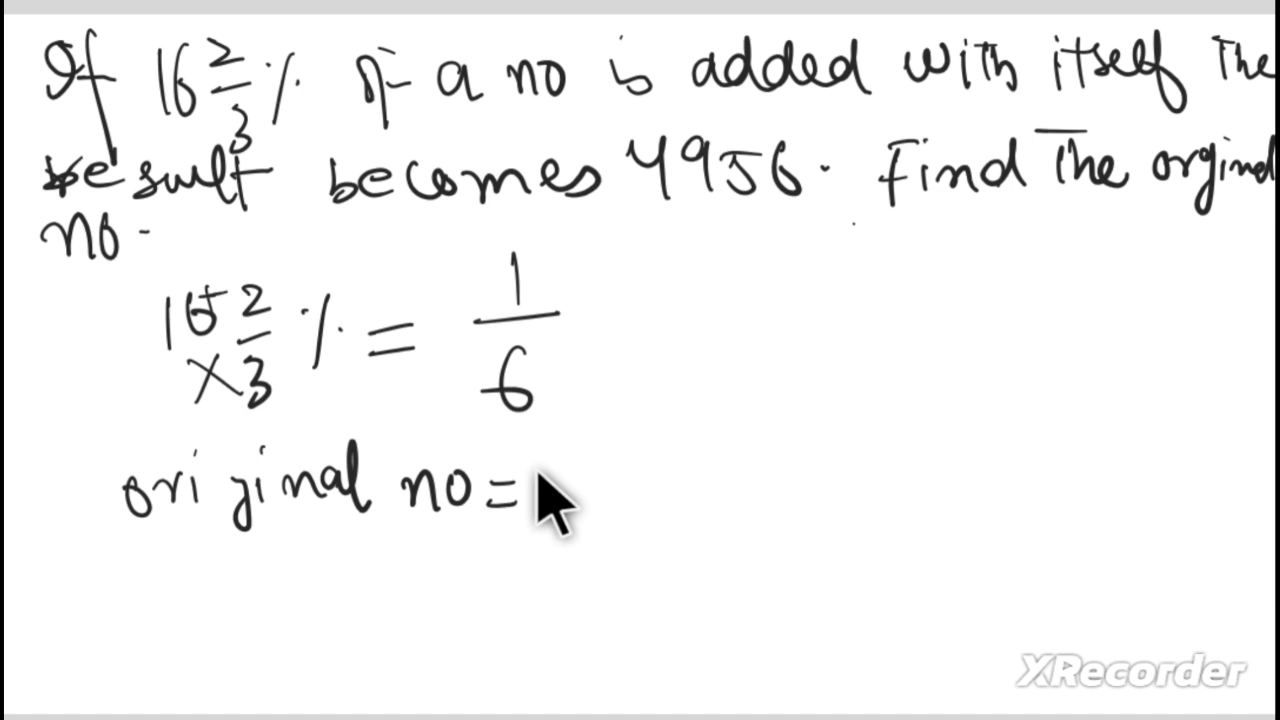 If 16 2/3 % of a no is added with itself The
result becomes 4956. Find The orginal
no.
16 2/3 % = 1/6
×
original no =
XRecorder